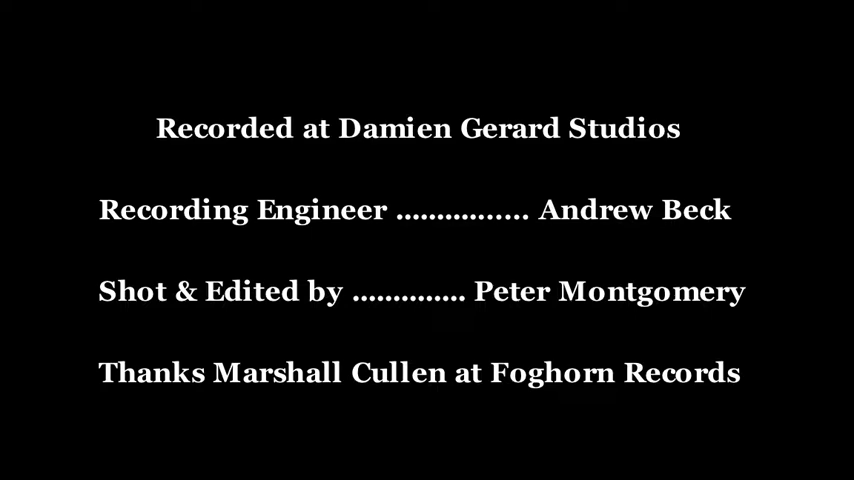 Recorded at Damien Gerard Studios
Recording Engineer ................ Andrew Beck
Shot & Edited by .............. Peter Montgomery
Thanks Marshall Cullen at Foghorn Records